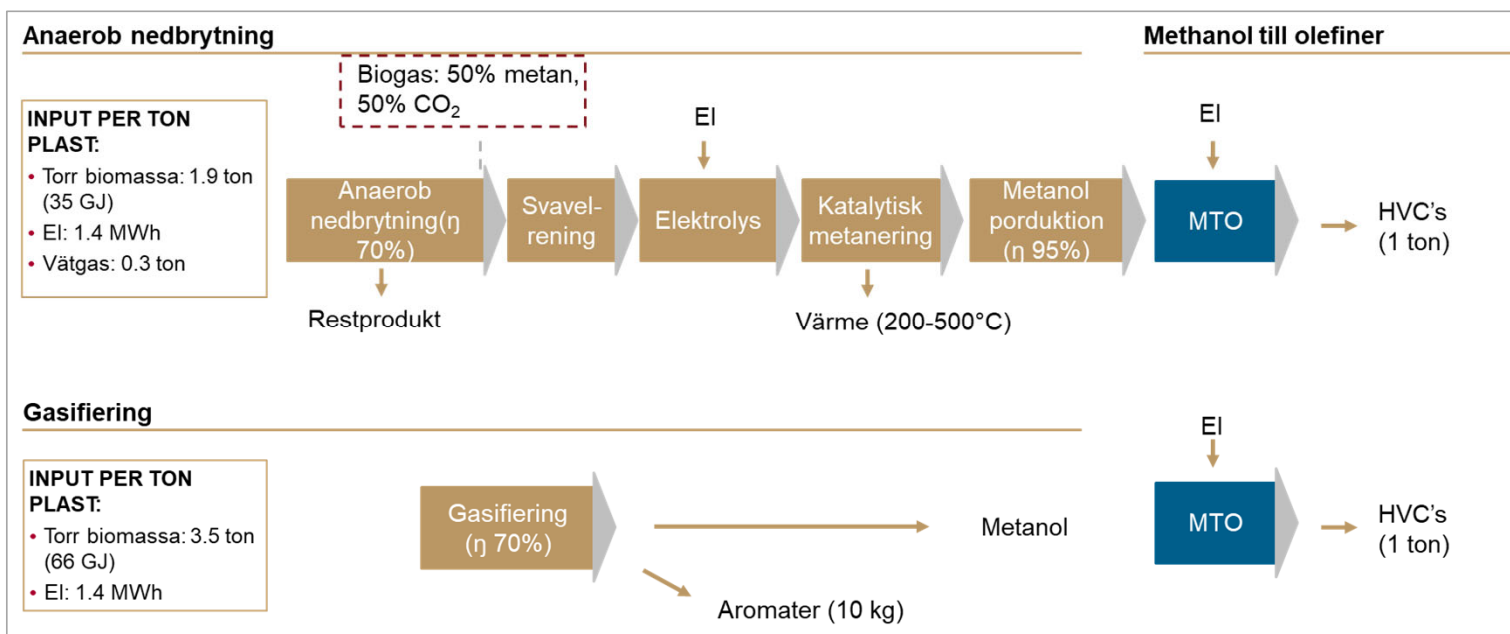 Anaerob nedbrytning
Methanol till olefiner
Biogas: 50% metan,
50% CO₂
INPUT PER TON
PLAST:
• Torr biomassa: 1.9 ton
(35 GJ)
• El: 1.4 MWh
• Vätgas: 0.3 ton
El
El
Anaerob
nedbrytning(η
70%)
Svavel-
rening
Elektrolys
Katalytisk
metanering
Metanol
porduktion
(η 95%)
MTO
HVC's
(1 ton)
Restprodukt
Värme (200-500°C)
Gasifiering
INPUT PER TON
PLAST:
• Torr biomassa: 3.5 ton
(66 GJ)
• El: 1.4 MWh
El
Gasifiering
(η 70%)
Metanol
MTO
HVC's
(1 ton)
Aromater (10 kg)